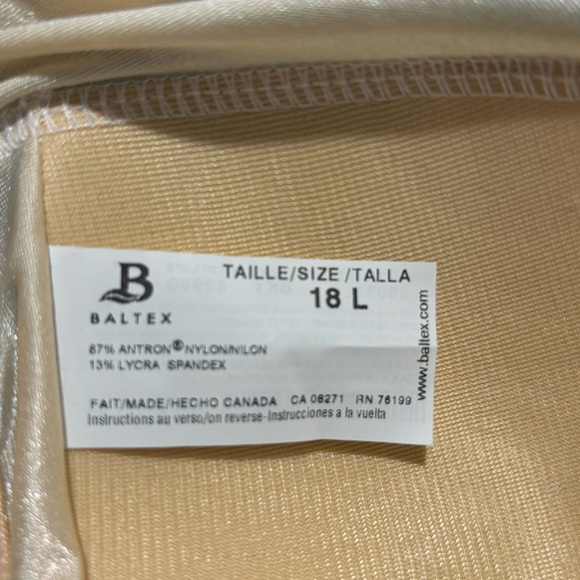 B
BALTEX
TAILLE/SIZE /TALLA
18 L
87% ANTRON® NYLON/NILON
13% LYCRA SPANDEX
FAIT/MADE/HECHO CANADA CA 08271 RN 76199
Instructions au verso/on reverse-Instrucciones a la vuelta
www.baltex.com